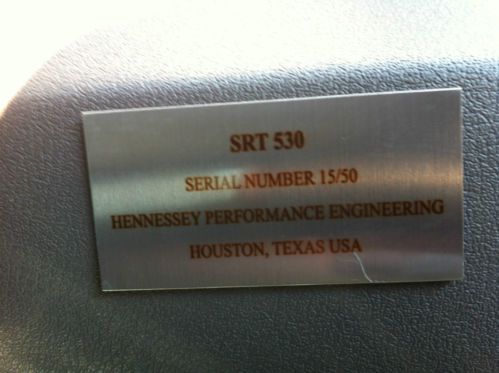 SRT 530
SERIAL NUMBER 15/50
HENNESSEY PERFORMANCE ENGINEERING
HOUSTON, TEXAS USA